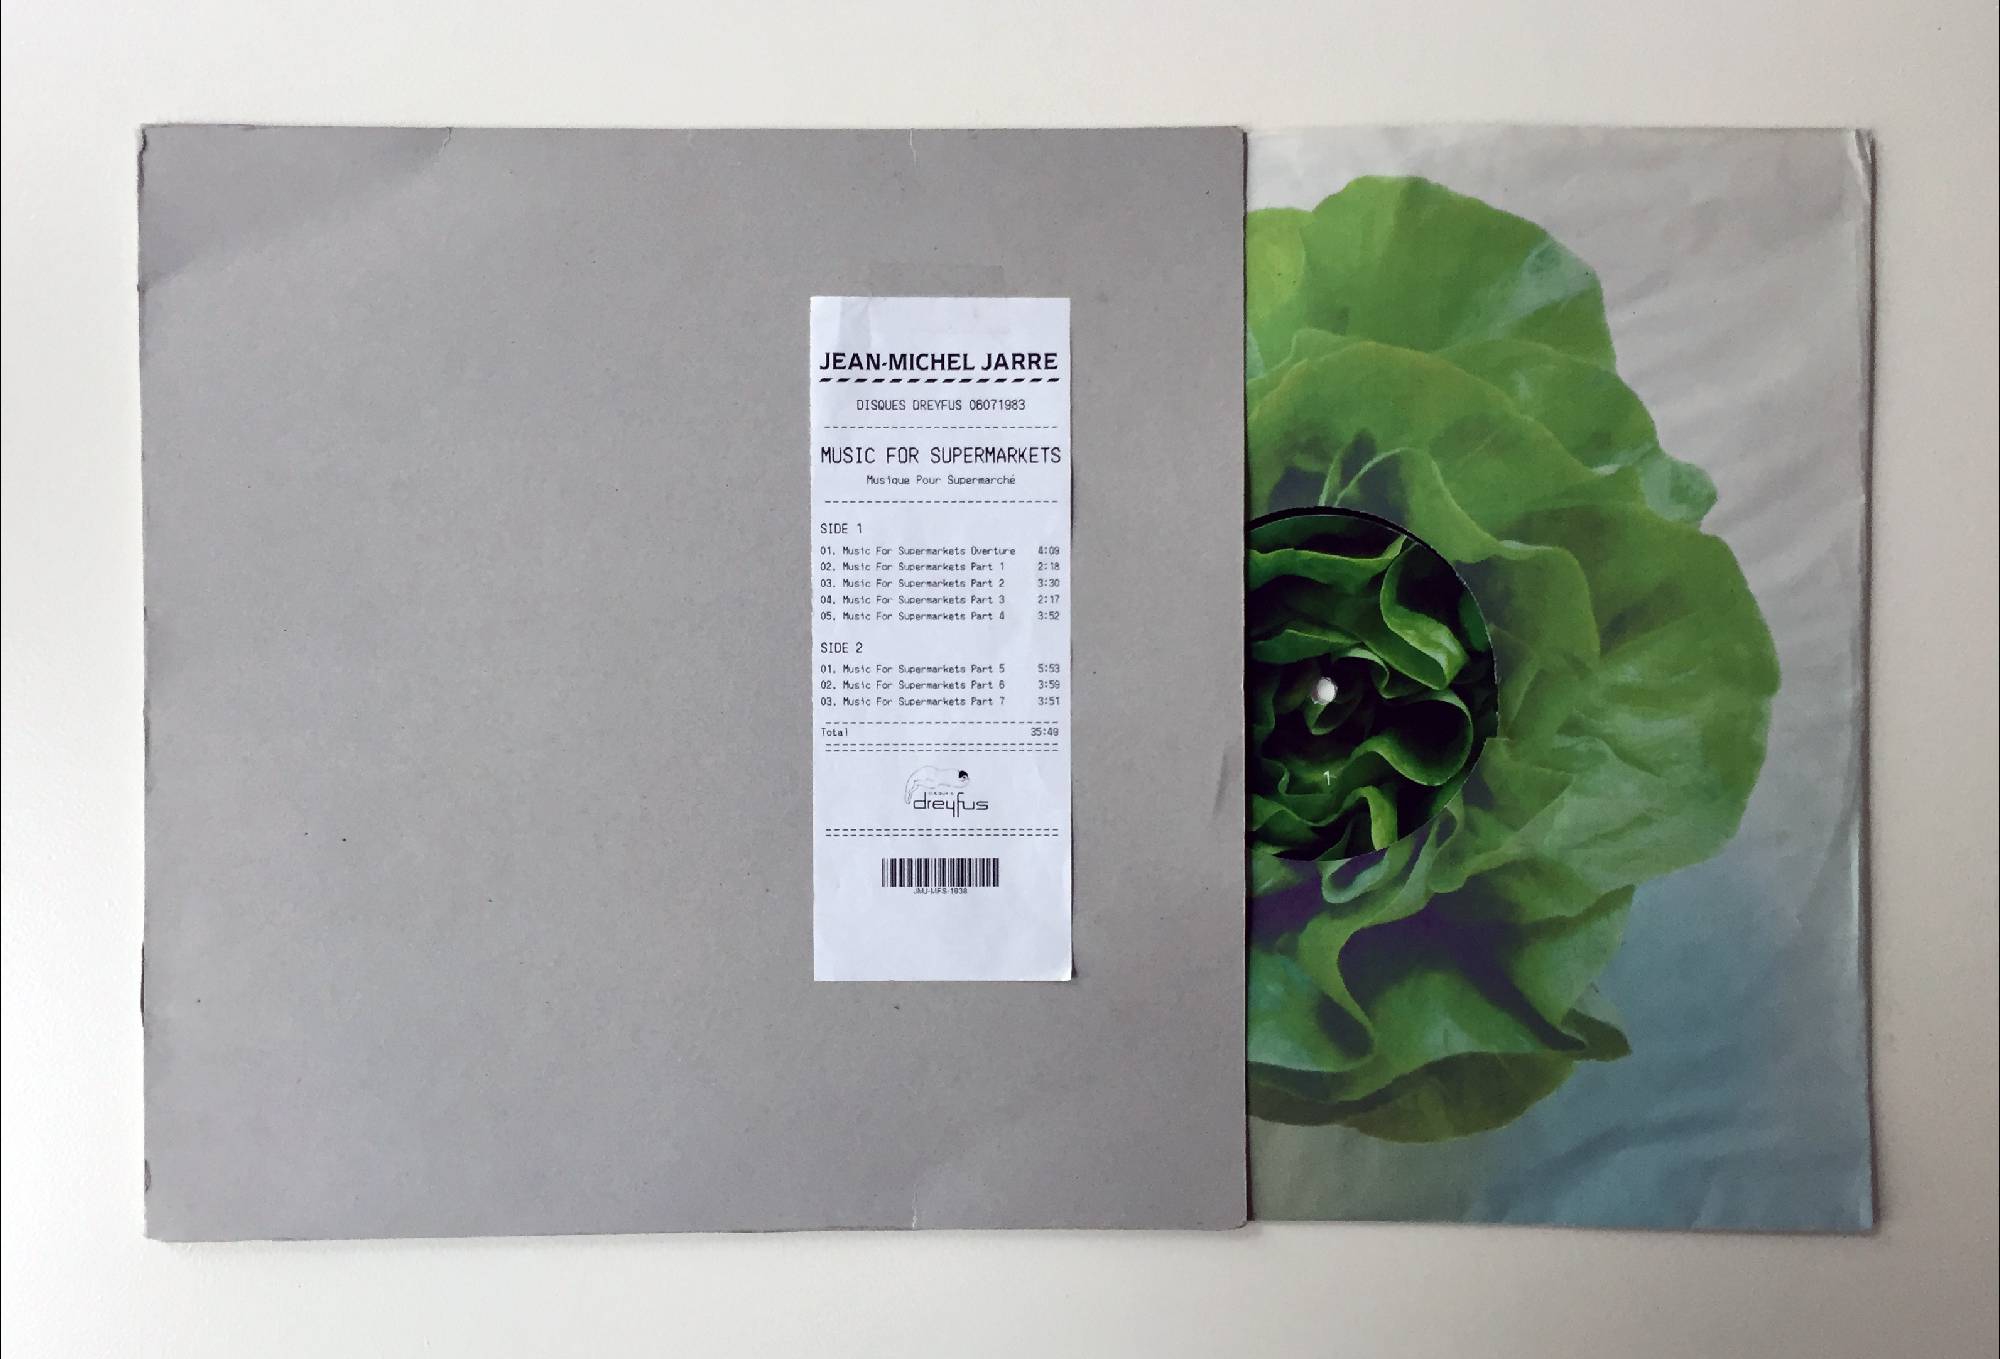 JEAN-MICHEL JARRE
DISQUES DREYFUS 06071983
MUSIC FOR SUPERMARKETS
Musique Pour Supermarché
SIDE 1
01. Music For Supermarkets Overture 4:09
02. Music For Supermarkets Part 1 2:18
03. Music For Supermarkets Part 2 3:30
04. Music For Supermarkets Part 3 2:17
05. Music For Supermarkets Part 4 3:52
SIDE 2
01. Music For Supermarkets Part 5 5:53
02. Music For Supermarkets Part 6 3:59
03. Music For Supermarkets Part 7 3:51
Total 35:49
dreyfus
1